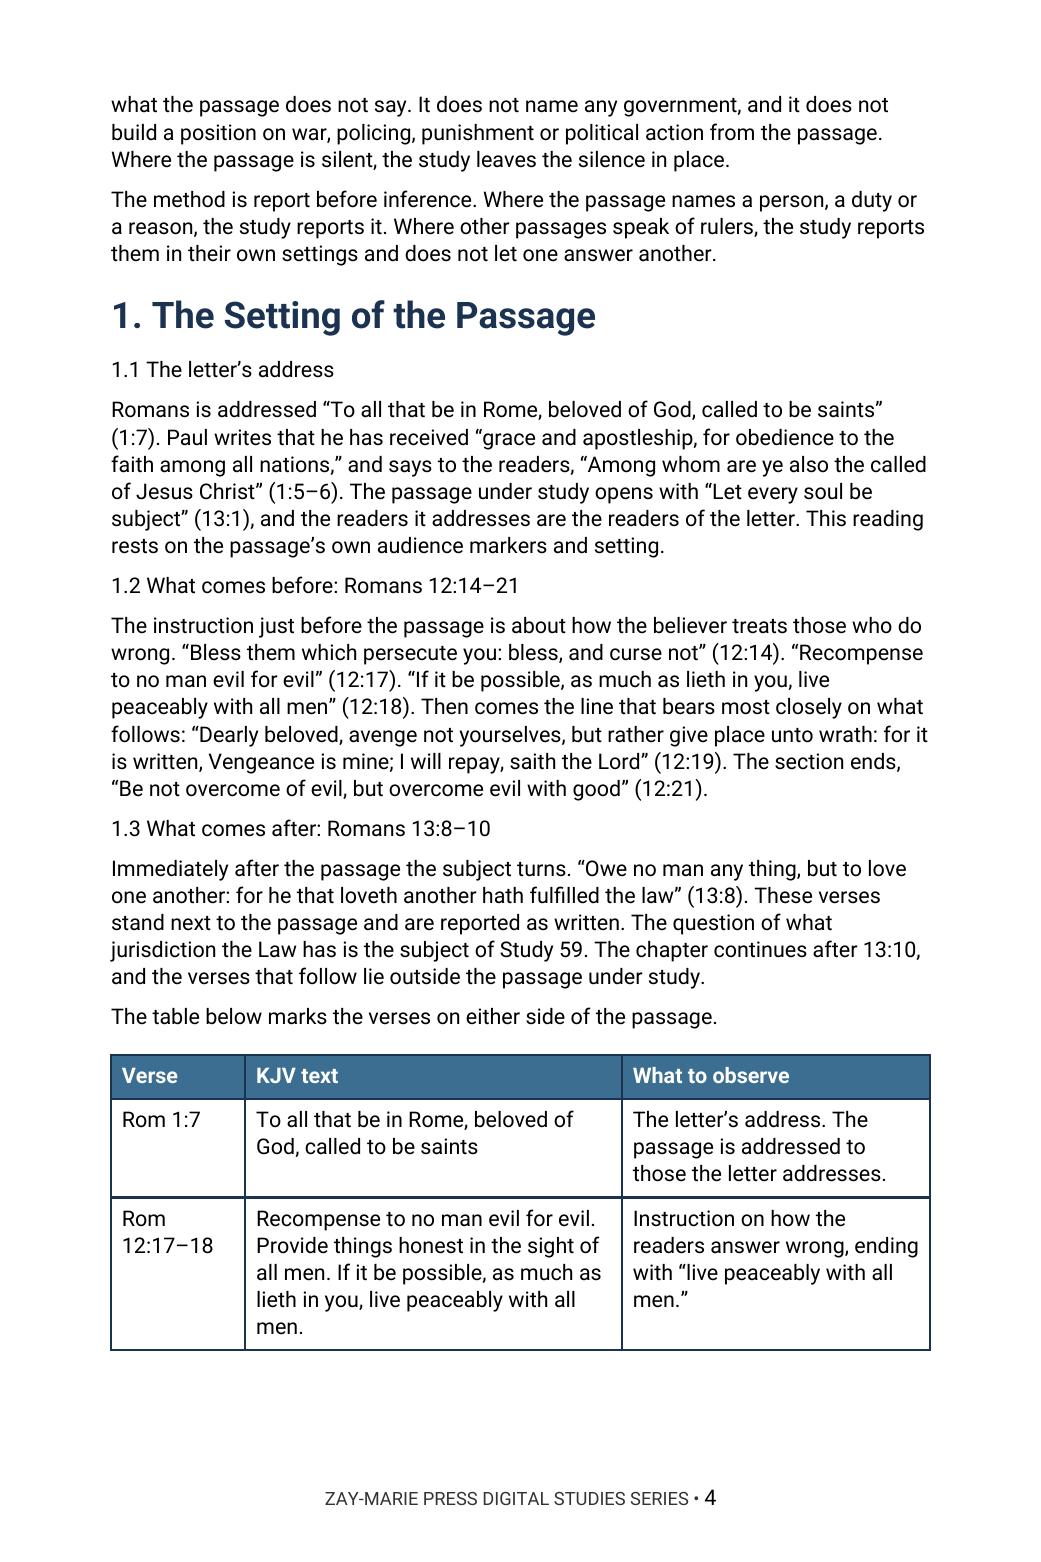 what the passage does not say. It does not name any government, and it does not
build a position on war, policing, punishment or political action from the passage.
Where the passage is silent, the study leaves the silence in place.
The method is report before inference. Where the passage names a person, a duty or
a reason, the study reports it. Where other passages speak of rulers, the study reports
them in their own settings and does not let one answer another.
1. The Setting of the Passage
1.1 The letter’s address
Romans is addressed “To all that be in Rome, beloved of God, called to be saints”
(1:7). Paul writes that he has received “grace and apostleship, for obedience to the
faith among all nations,” and says to the readers, “Among whom are ye also the called
of Jesus Christ” (1:5–6). The passage under study opens with “Let every soul be
subject” (13:1), and the readers it addresses are the readers of the letter. This reading
rests on the passage’s own audience markers and setting.
1.2 What comes before: Romans 12:14–21
The instruction just before the passage is about how the believer treats those who do
wrong. “Bless them which persecute you: bless, and curse not” (12:14). “Recompense
to no man evil for evil” (12:17). “If it be possible, as much as lieth in you, live
peaceably with all men” (12:18). Then comes the line that bears most closely on what
follows: “Dearly beloved, avenge not yourselves, but rather give place unto wrath: for it
is written, Vengeance is mine; I will repay, saith the Lord” (12:19). The section ends,
“Be not overcome of evil, but overcome evil with good” (12:21).
1.3 What comes after: Romans 13:8–10
Immediately after the passage the subject turns. “Owe no man any thing, but to love
one another: for he that loveth another hath fulfilled the law” (13:8). These verses
stand next to the passage and are reported as written. The question of what
jurisdiction the Law has is the subject of Study 59. The chapter continues after 13:10,
and the verses that follow lie outside the passage under study.
The table below marks the verses on either side of the passage.
Verse
KJV text
What to observe
Rom 1:7
To all that be in Rome, beloved of
God, called to be saints
The letter’s address. The
passage is addressed to
those the letter addresses.
Rom
12:17–18
Recompense to no man evil for evil.
Provide things honest in the sight of
all men. If it be possible, as much as
lieth in you, live peaceably with all
men.
Instruction on how the
readers answer wrong, ending
with “live peaceably with all
men.”
ZAY-MARIE PRESS DIGITAL STUDIES SERIES • 4